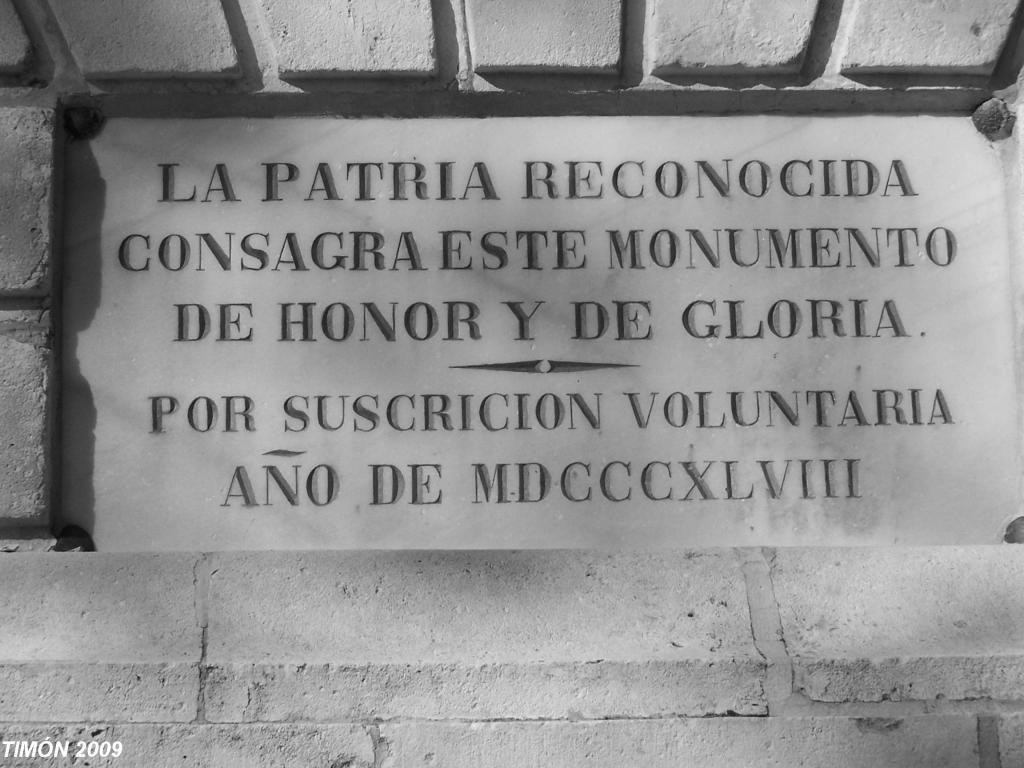 LA PATRIA RECONOCIDA
CONSAGRA ESTE MONUMENTO
DE HONOR Y DE GLORIA.
POR SUSCRICION VOLUNTARIA
AÑO DE MDCCCXLVIII
TIMÓN 2009